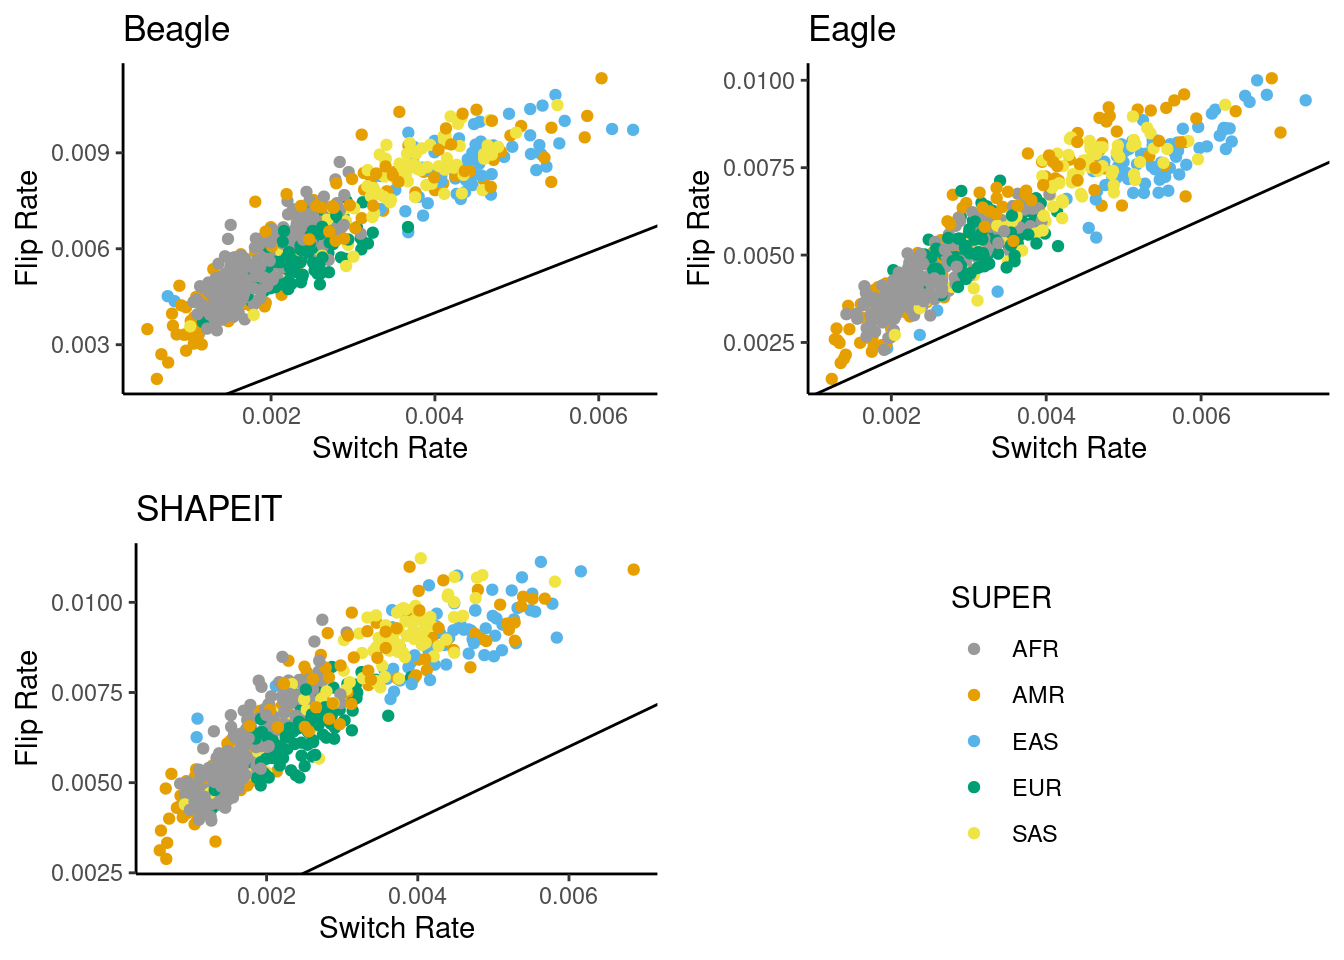 Beagle
Flip Rate
0.009
0.006
0.003
0.002 0.004 0.006
Switch Rate
Eagle
Flip Rate
0.0100
0.0075
0.0050
0.0025
0.002 0.004 0.006
Switch Rate
SHAPEIT
Flip Rate
0.0100
0.0075
0.0050
0.0025
0.002 0.004 0.006
Switch Rate
SUPER
AFR
AMR
EAS
EUR
SAS